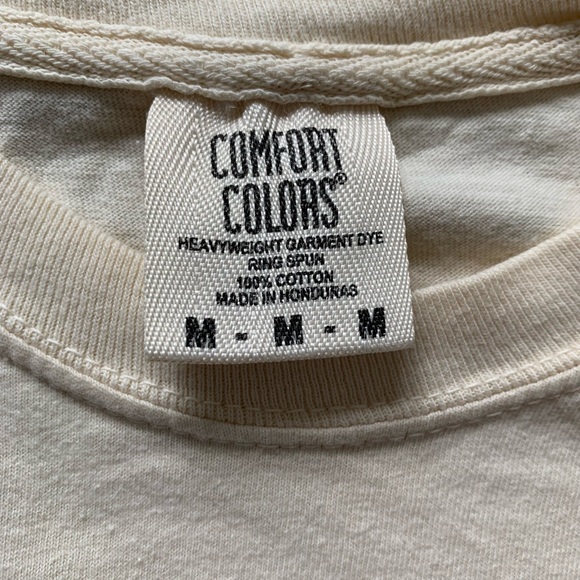 COMFORT
COLORS®
HEAVYWEIGHT GARMENT DYE
RING SPUN
100% COTTON
MADE IN HONDURAS
M - M - M